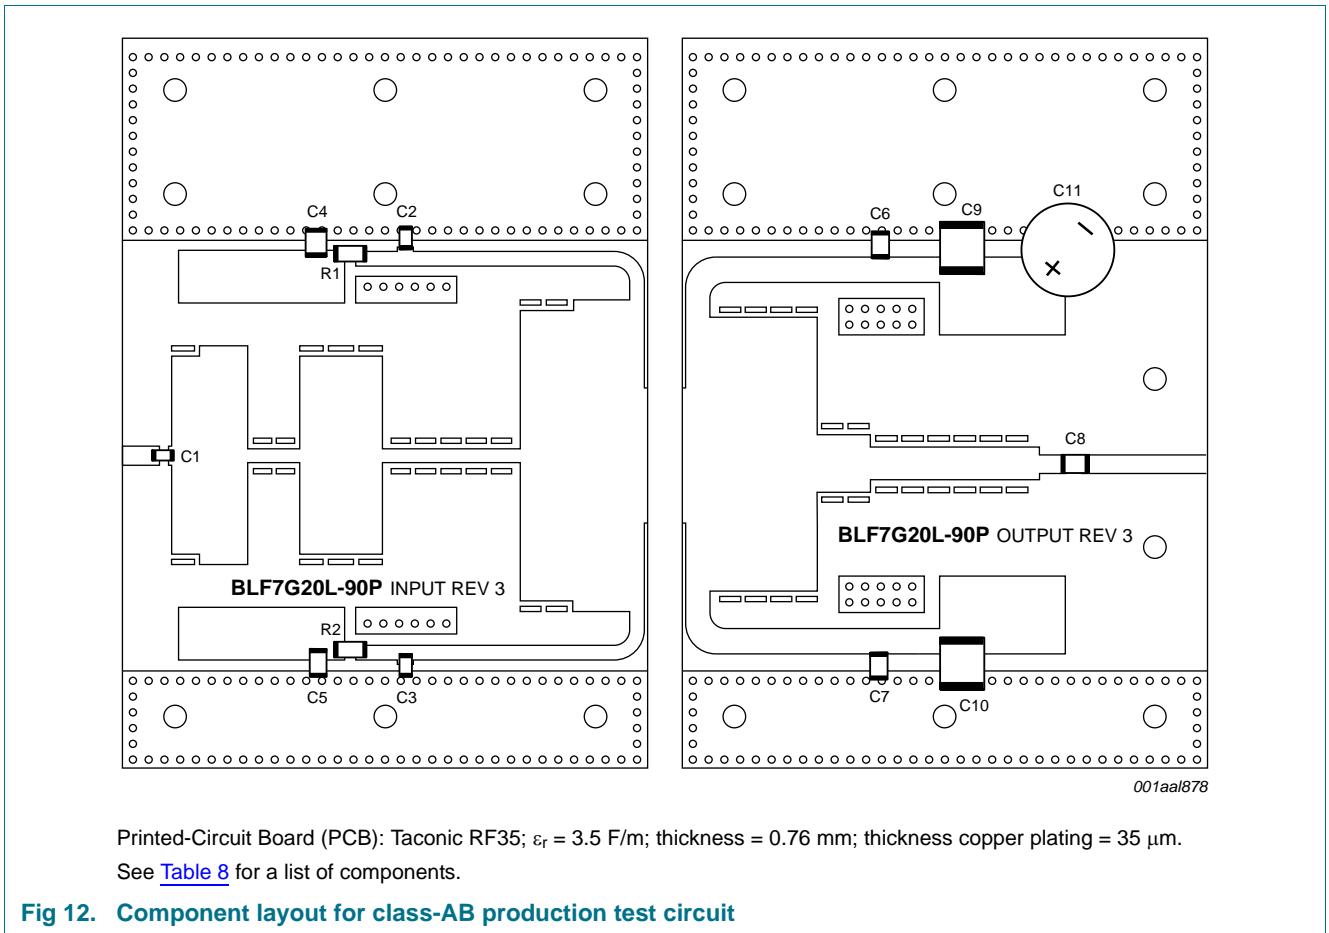 C4
C2
R1
C1
BLF7G20L-90P INPUT REV 3
R2
C5
C3
C6
C9
C11
C8
BLF7G20L-90P OUTPUT REV 3
C7
C10
001aal878
Printed-Circuit Board (PCB): Taconic RF35; εr = 3.5 F/m; thickness = 0.76 mm; thickness copper plating = 35 μm.
See Table 8 for a list of components.
Fig 12. Component layout for class-AB production test circuit